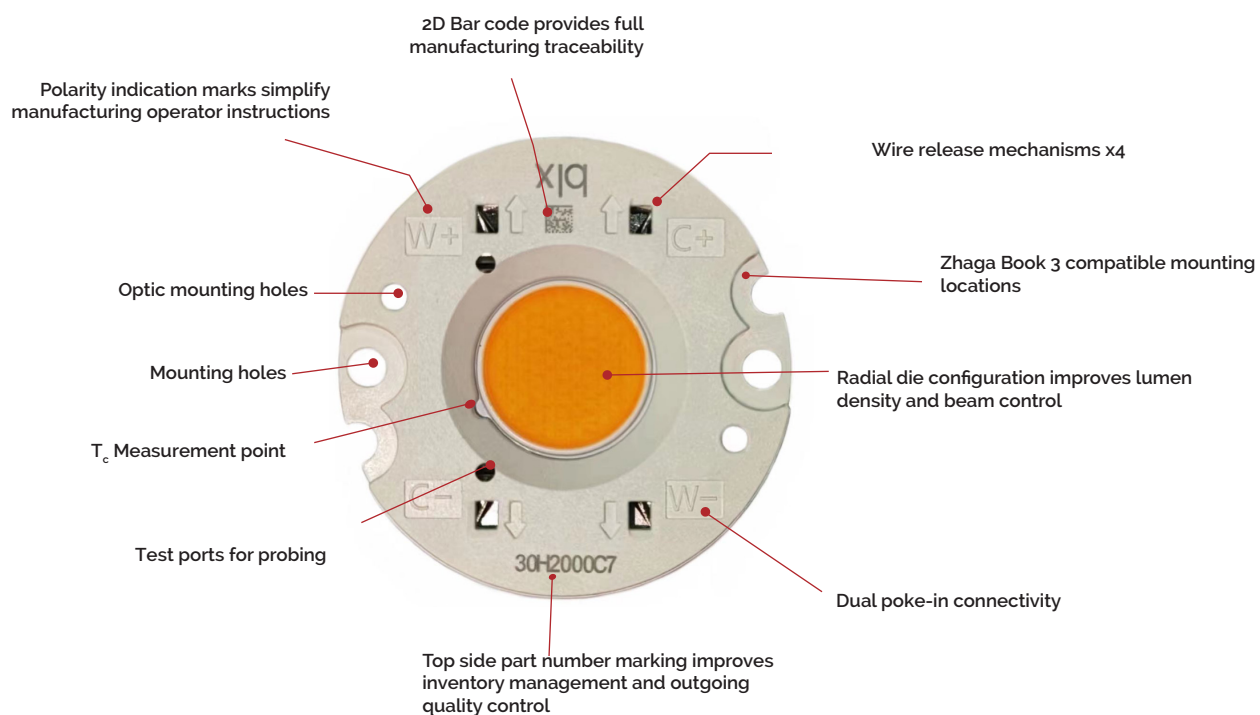 2D Bar code provides full
manufacturing traceability
Polarity indication marks simplify
manufacturing operator instructions
Wire release mechanisms x4
blx
W+
C+
Zhaga Book 3 compatible mounting
locations
Optic mounting holes
Mounting holes
Radial die configuration improves lumen
density and beam control
Tc Measurement point
C-
W-
Test ports for probing
30H2000C7
Dual poke-in connectivity
Top side part number marking improves
inventory management and outgoing
quality control